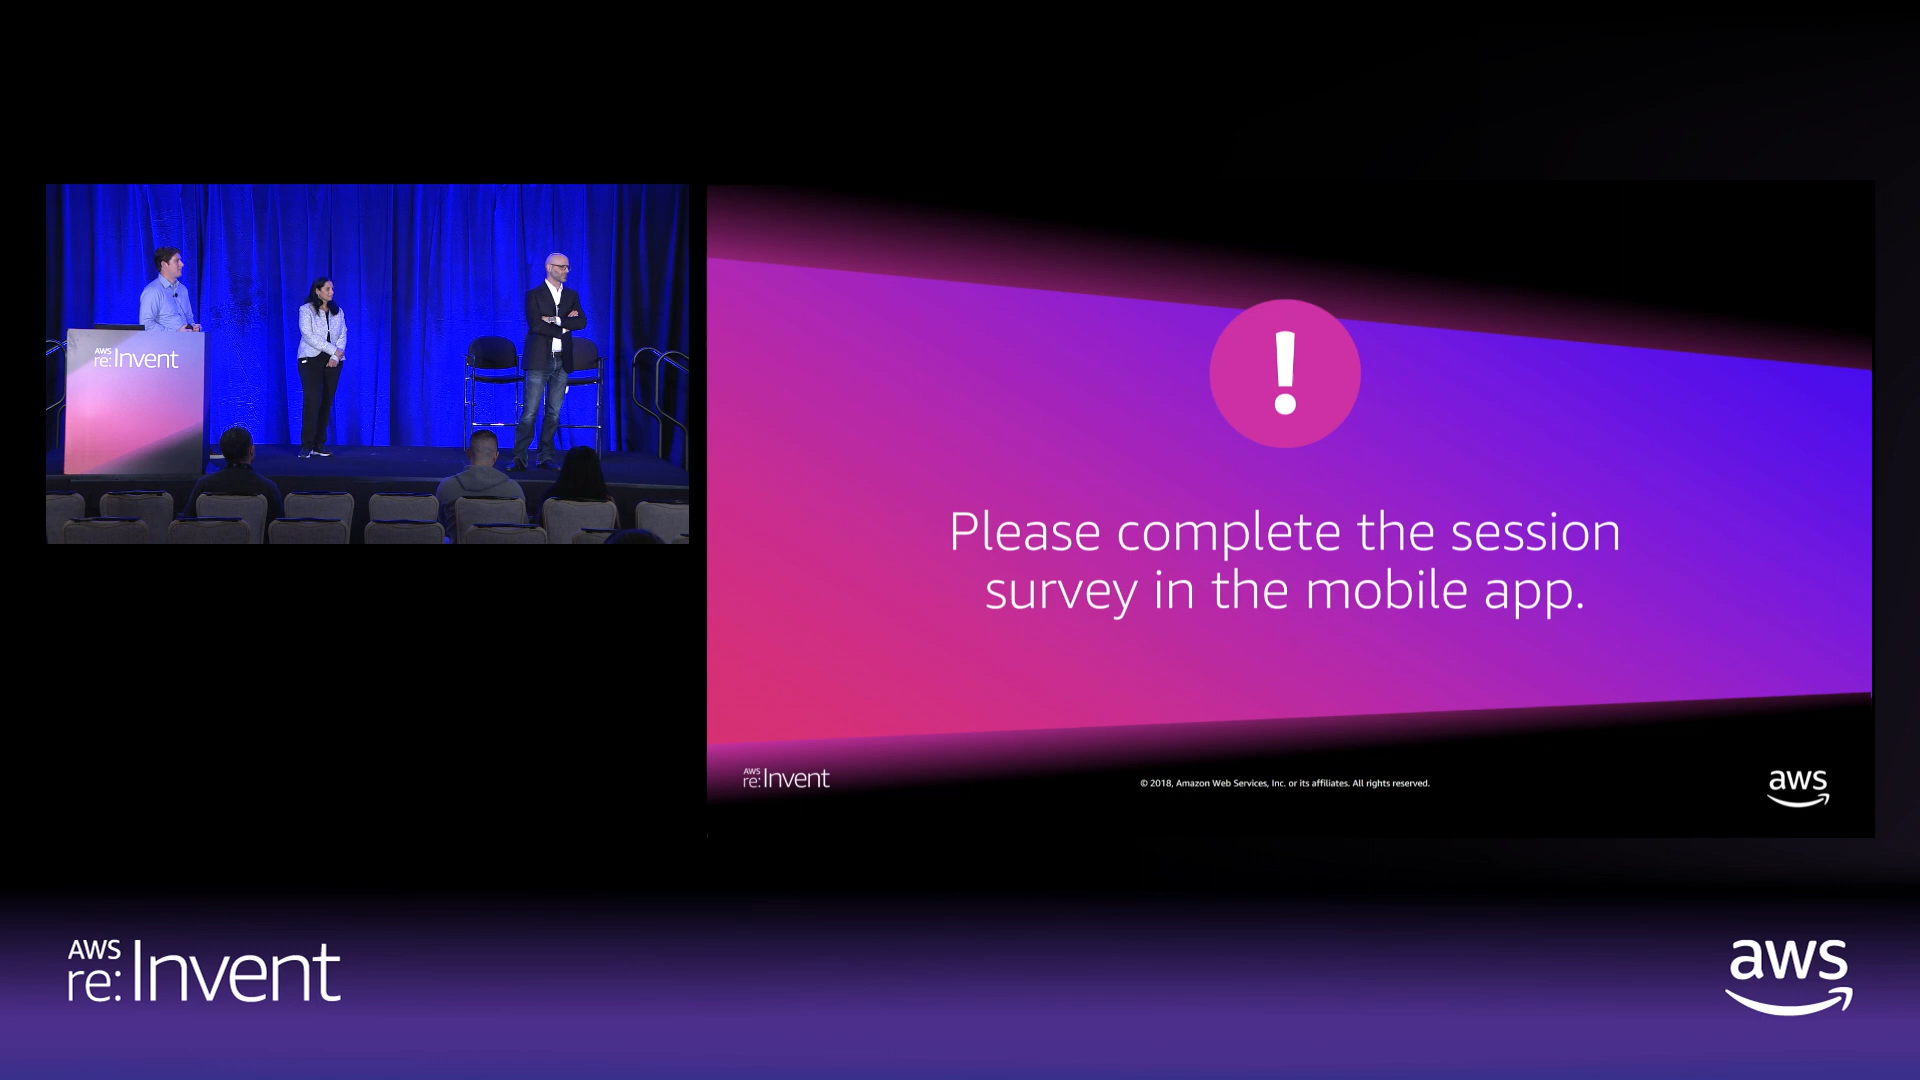 AWS
re:Invent
!
Please complete the session
survey in the mobile app.
AWS
re:Invent
© 2018, Amazon Web Services, Inc. or its affiliates. All rights reserved.
aws
AWS
re:Invent
aws